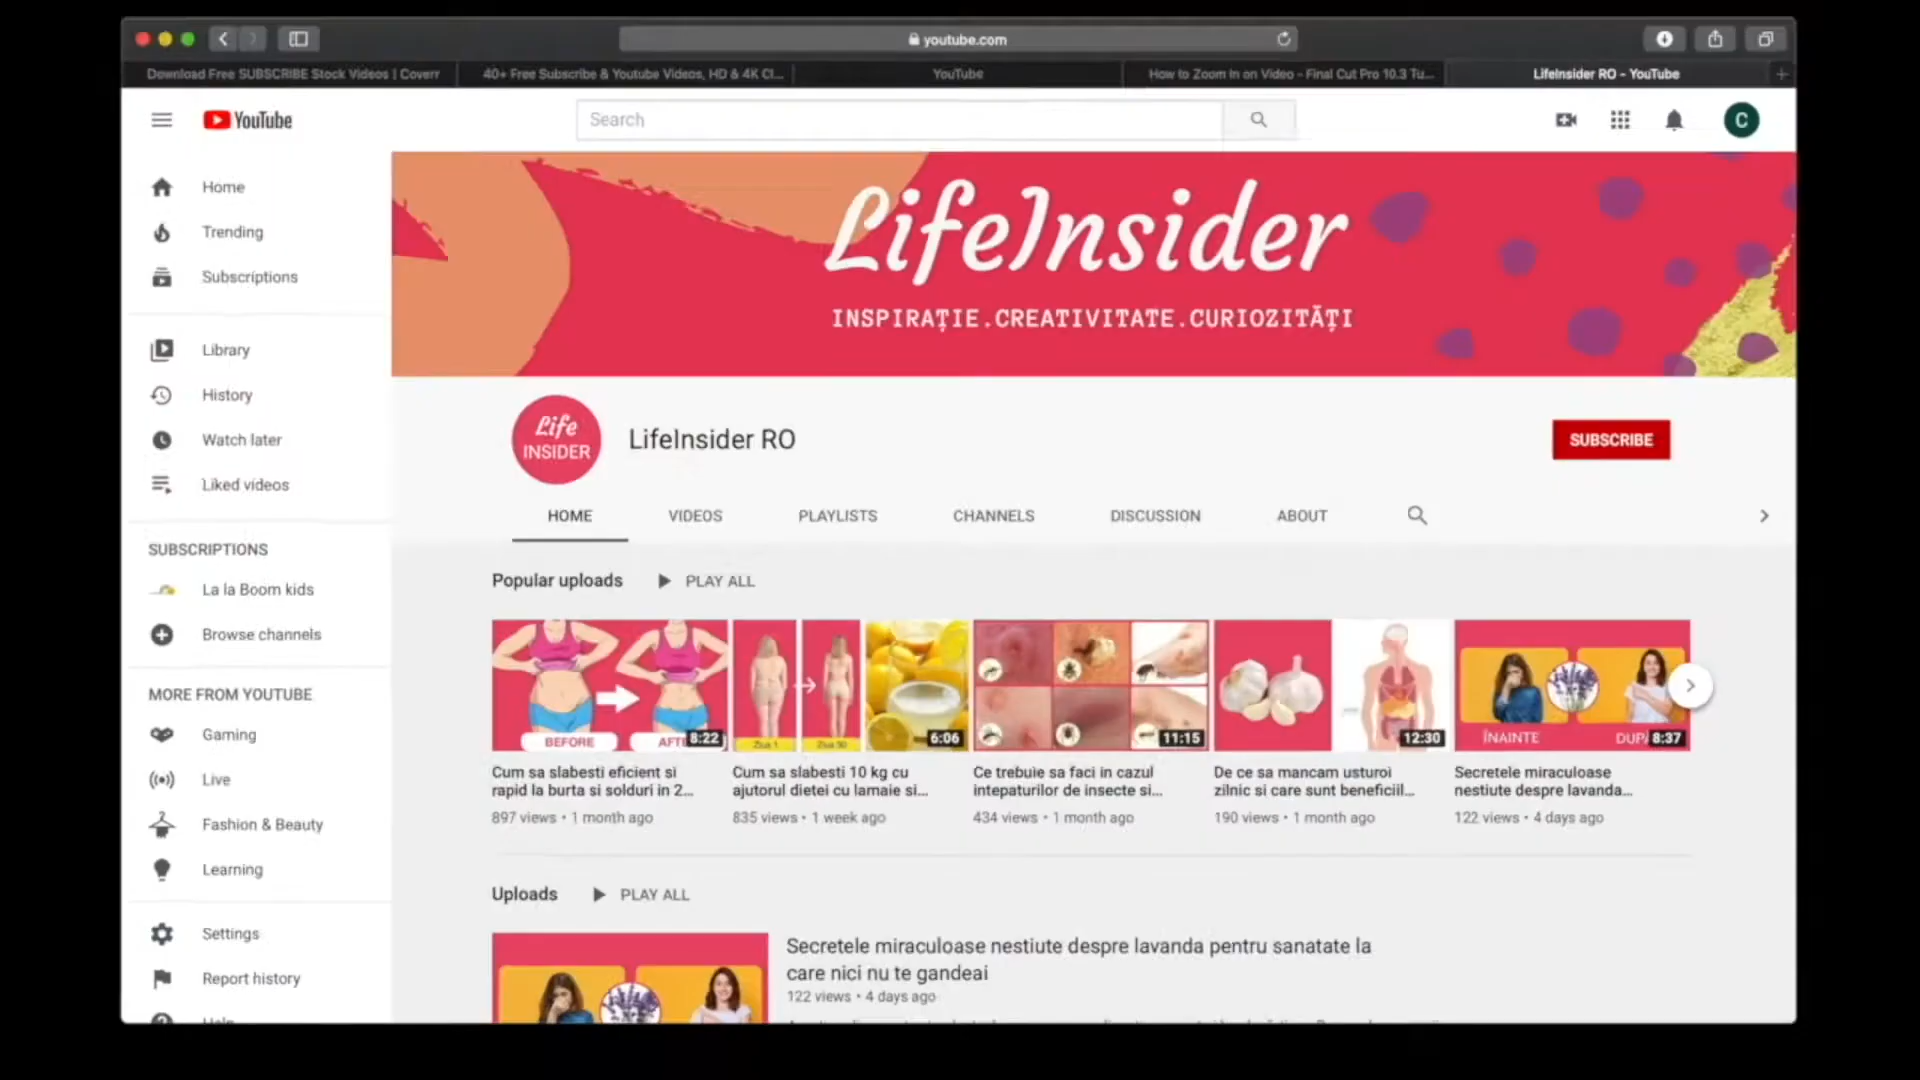 youtube.com
Download Free SUBSCRIBE Stock Videos | Coverr
40+ Free Subscribe & Youtube Videos, HD & 4K Cl...
YouTube
How to Zoom In on Video - Final Cut Pro 10.3 Tu...
LifeInsider RO - YouTube
YouTube
Search
C
Home
Trending
Subscriptions
Library
History
Watch later
Liked videos
SUBSCRIPTIONS
La la Boom kids
Browse channels
MORE FROM YOUTUBE
Gaming
Live
Fashion & Beauty
Learning
Settings
Report history
Help
LifeInsider
INSPIRAȚIE.CREATIVITATE.CURIOZITĂȚI
Life
INSIDER
LifeInsider RO
SUBSCRIBE
HOME
VIDEOS
PLAYLISTS
CHANNELS
DISCUSSION
ABOUT
Popular uploads
PLAY ALL
BEFORE
AFTE
8:22
Cum sa slabesti eficient si
rapid la burta si solduri in 2...
897 views • 1 month ago
Ziua 1
Ziua 30
6:06
Cum sa slabesti 10 kg cu
ajutorul dietei cu lamaie si...
835 views • 1 week ago
11:15
Ce trebuie sa faci in cazul
intepaturilor de insecte si...
434 views • 1 month ago
12:30
De ce sa mancam usturoi
zilnic si care sunt beneficiil...
190 views • 1 month ago
ÎNAINTE
DUPĂ
8:37
Secretele miraculoase
nestiute despre lavanda...
122 views • 4 days ago
Uploads
PLAY ALL
Secretele miraculoase nestiute despre lavanda pentru sanatate la
care nici nu te gandeai
122 views • 4 days ago